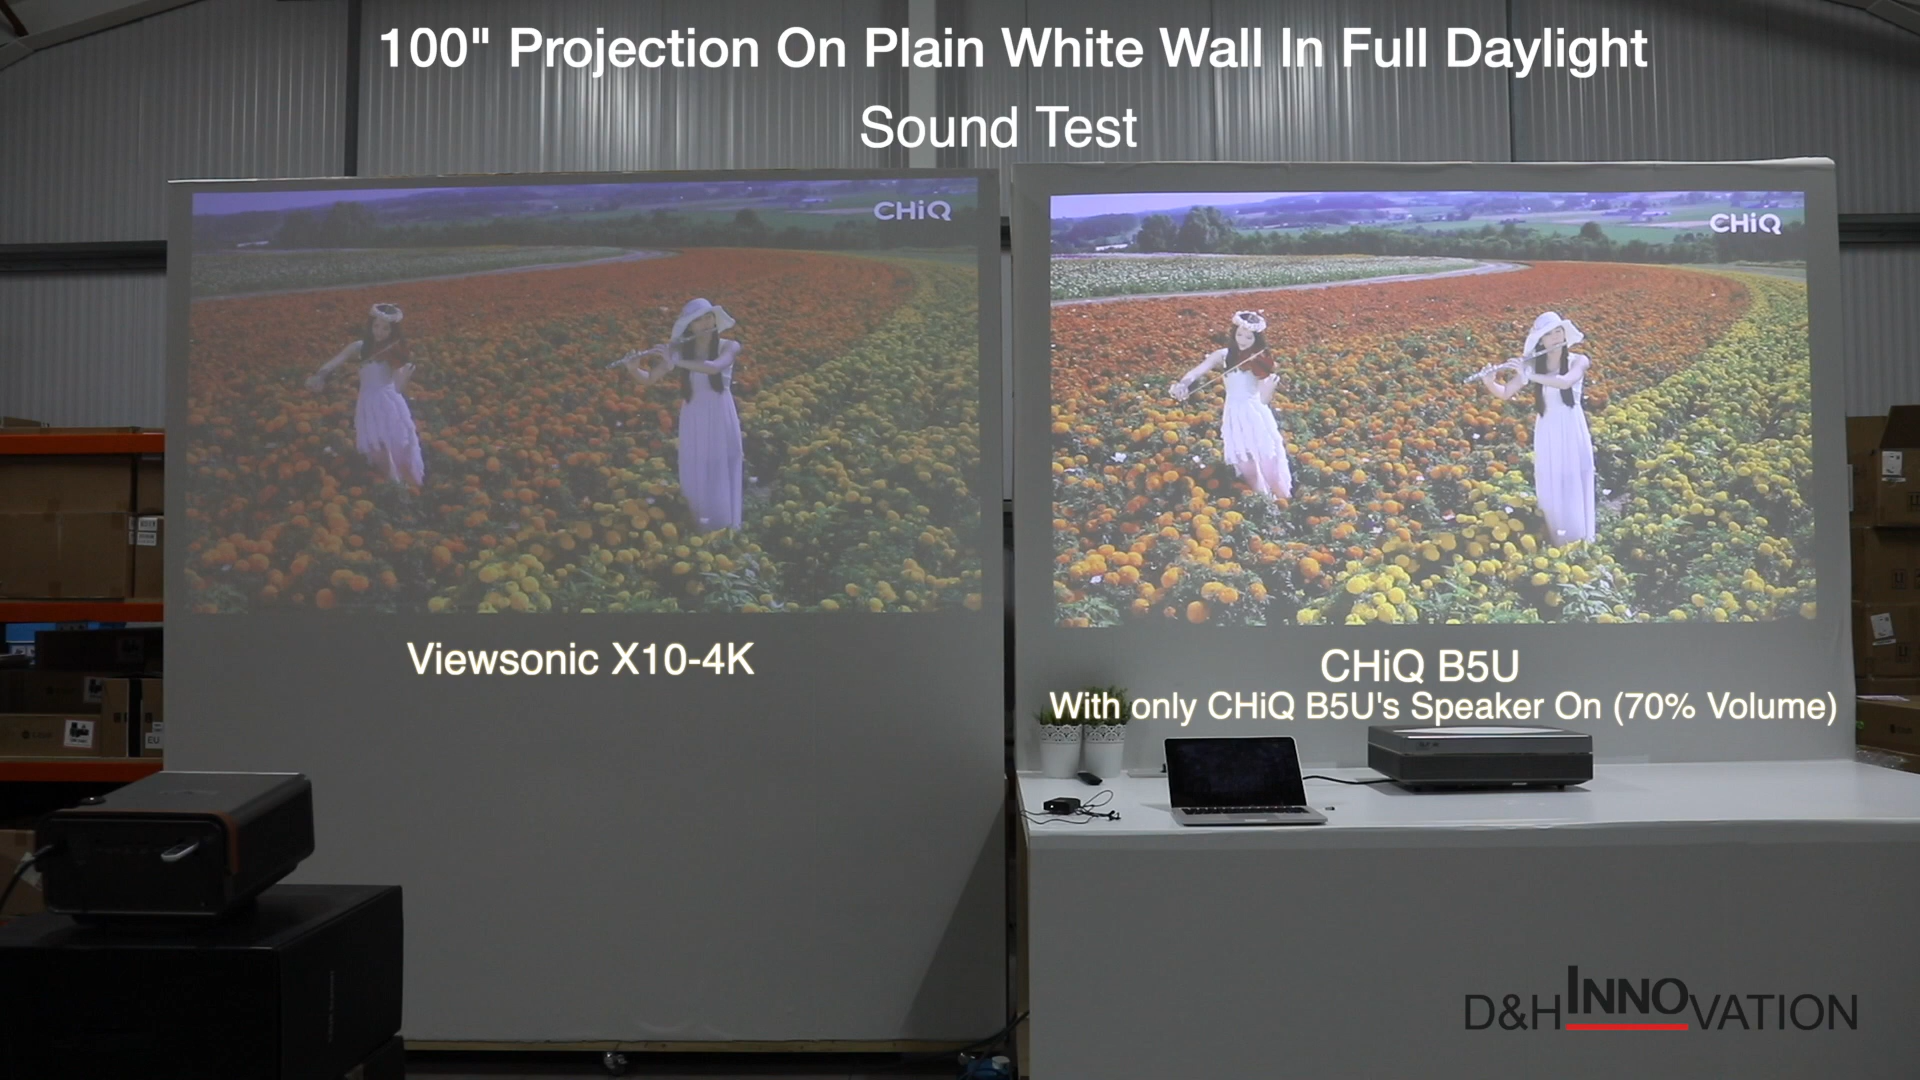 100" Projection On Plain White Wall In Full Daylight
Sound Test
CHiQ
CHiQ
Viewsonic X10-4K
CHiQ B5U
With only CHiQ B5U's Speaker On (70% Volume)
EU
D&HINNOVATION